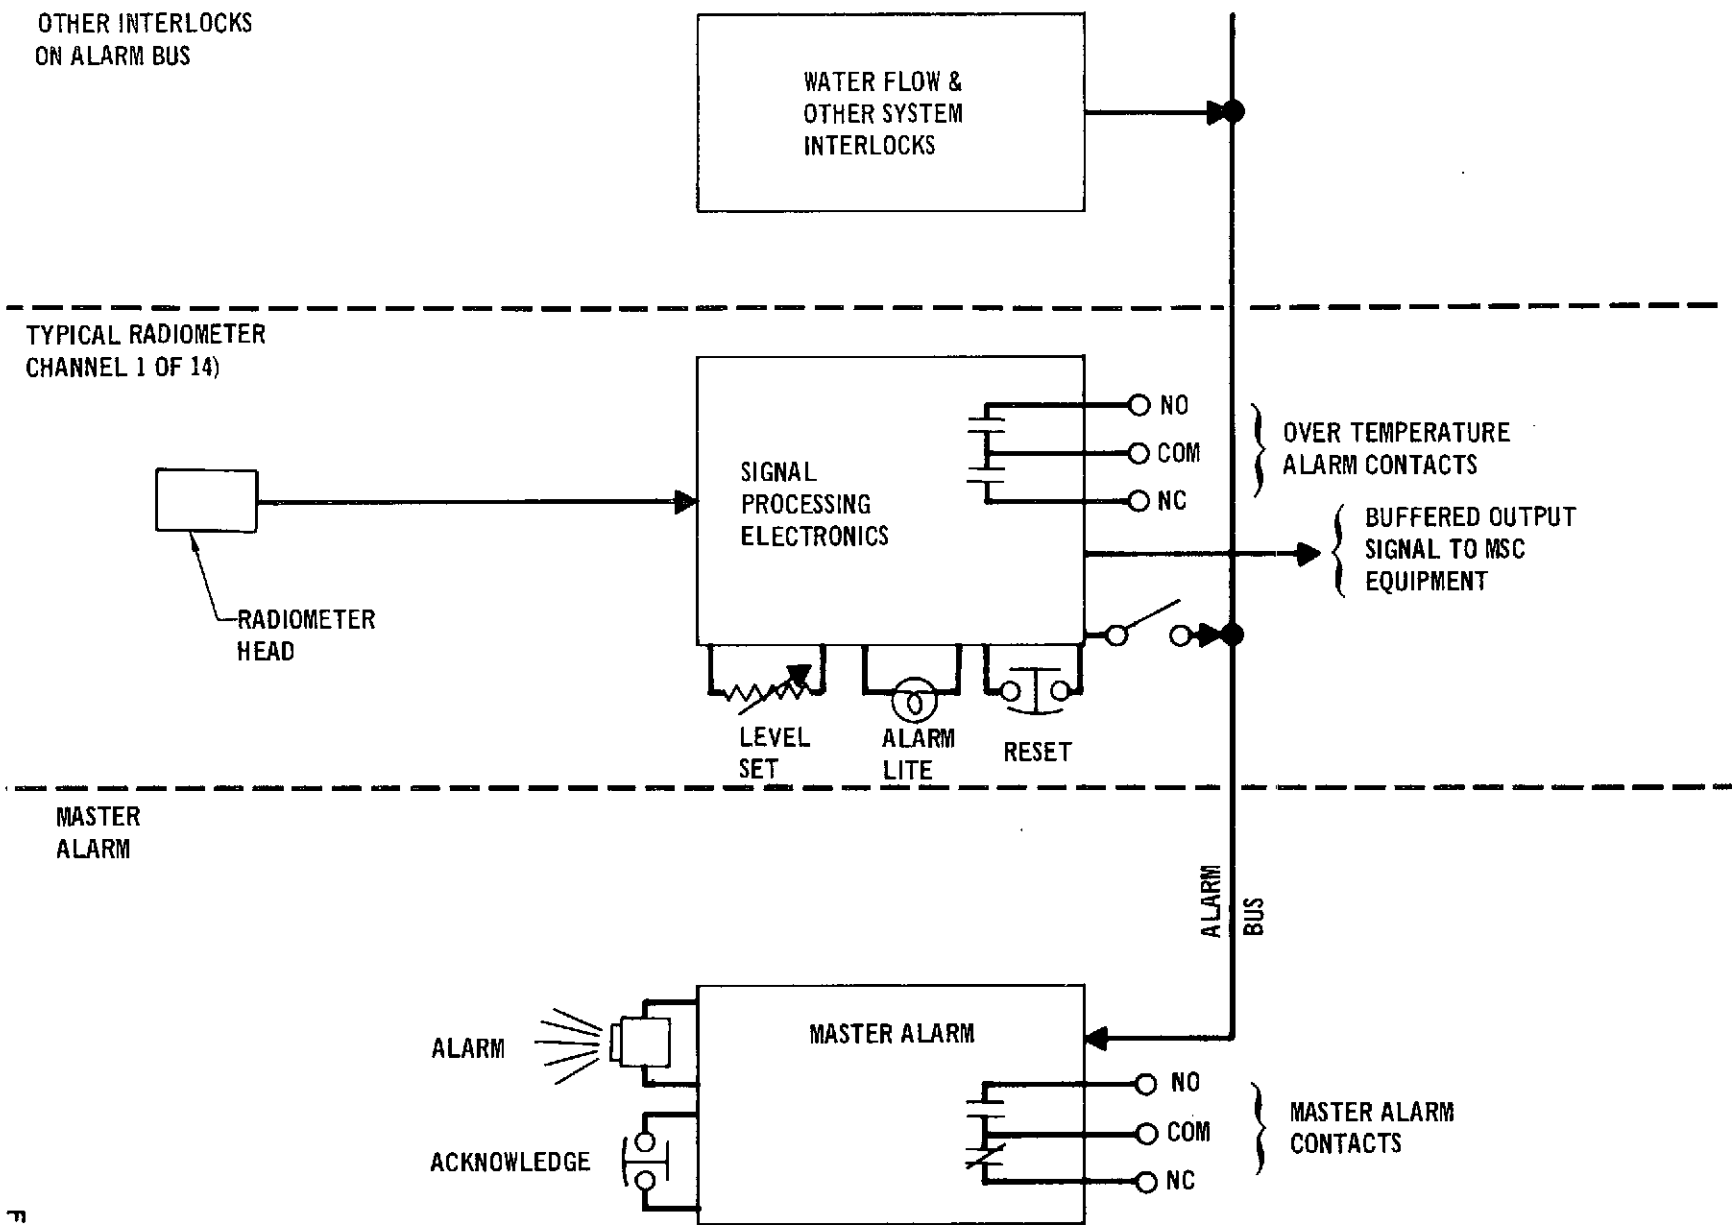 OTHER INTERLOCKS
ON ALARM BUS
WATER FLOW &
OTHER SYSTEM
INTERLOCKS
TYPICAL RADIOMETER
CHANNEL 1 OF 14)
NO
COM
NC
OVER TEMPERATURE
ALARM CONTACTS
SIGNAL
PROCESSING
ELECTRONICS
BUFFERED OUTPUT
SIGNAL TO MSC
EQUIPMENT
RADIOMETER
HEAD
LEVEL
SET
ALARM
LITE
RESET
MASTER
ALARM
ALARM
BUS
MASTER ALARM
ALARM
ACKNOWLEDGE
NO
COM
NC
MASTER ALARM
CONTACTS
F